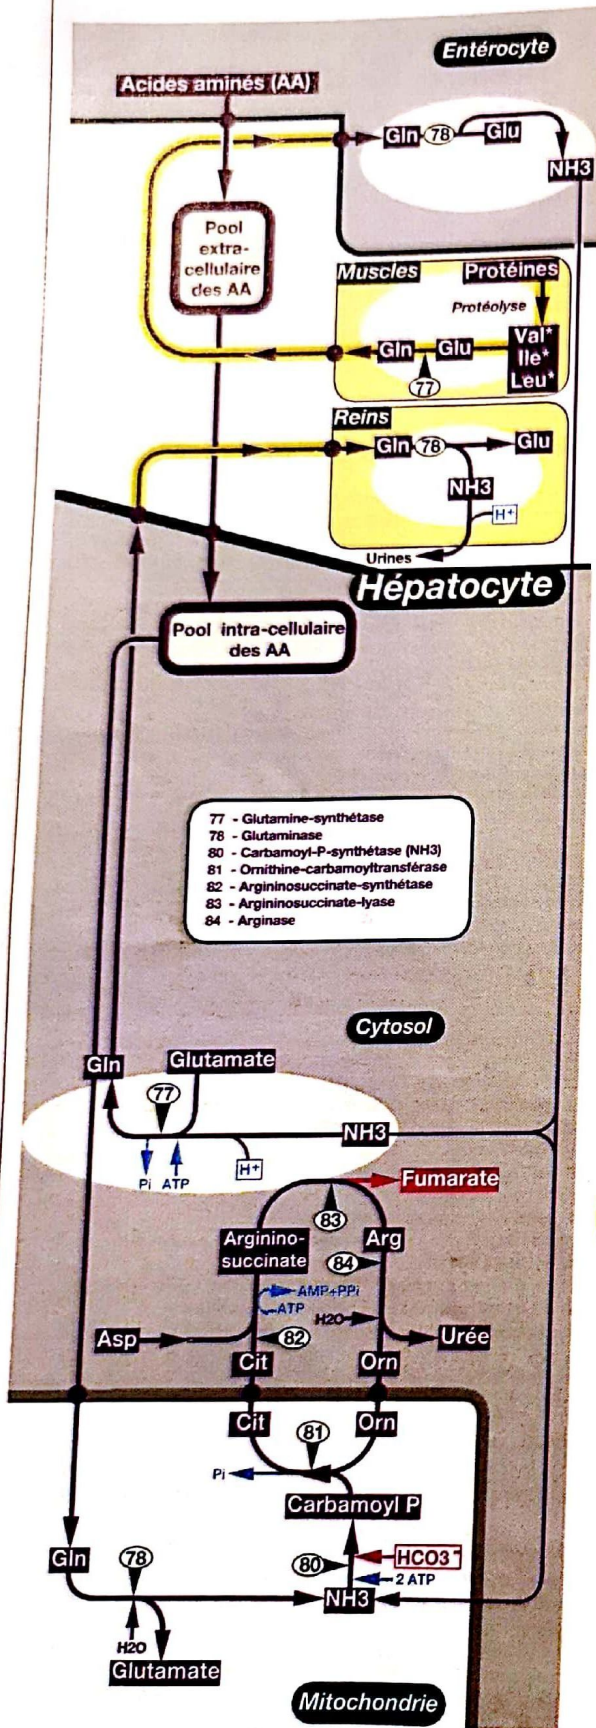 Entérocyte
Acides aminés (AA)
Gln 78 Glu
NH3
Pool
extra-
cellulaire
des AA
Muscles
Protéines
Protéolyse
Val*
Ile*
Leu*
Gln Glu
77
Reins
Gln 78 Glu
NH3
H+
Urines
Hépatocyte
Pool intra-cellulaire
des AA
77 - Glutamine-synthétase
78 - Glutaminase
80 - Carbamoyl-P-synthétase (NH3)
81 - Ornithine-carbamoyltransférase
82 - Argininosuccinate-synthétase
83 - Argininosuccinate-lyase
84 - Arginase
Cytosol
Gln Glutamate
77
NH3
Pi ATP
H+
Fumarate
83
Arginino-
succinate
Arg
84
AMP+PPi
ATP
H2O
Asp
82
Urée
Cit Orn
Cit Orn
81
Pi
Carbamoyl P
Gln
78
80
HCO3-
2 ATP
NH3
H2O
Glutamate
Mitochondrie